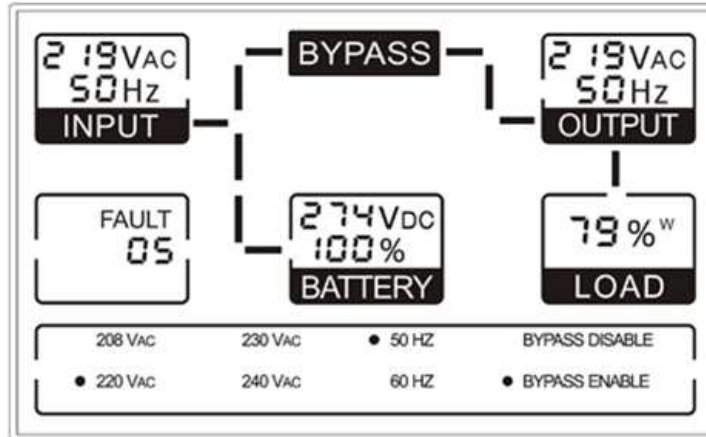 219VAC
50Hz
INPUT
BYPASS
219VAC
50Hz
OUTPUT
FAULT
05
274VDC
100%
BATTERY
79%W
LOAD
208 VAC 230 VAC ● 50 HZ BYPASS DISABLE
● 220 VAC 240 VAC 60 HZ ● BYPASS ENABLE